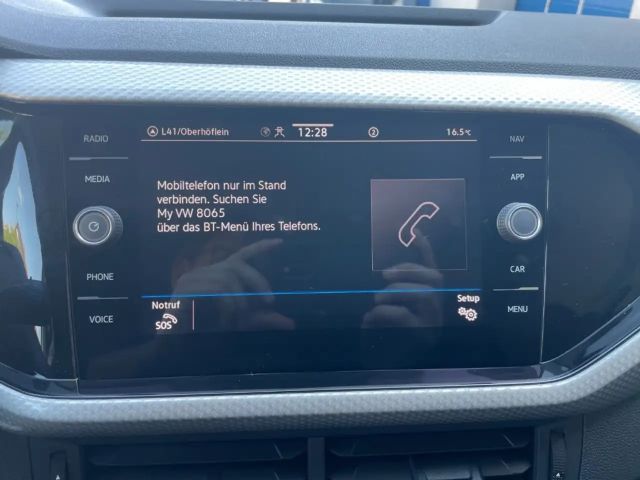 L41/Oberhöflein 12:28 2 16.5°C
RADIO
MEDIA
PHONE
VOICE
Mobiltelefon nur im Stand
verbinden. Suchen Sie
My VW 8065
über das BT-Menü Ihres Telefons.
Notruf
SOS
Setup
NAV
APP
CAR
MENU